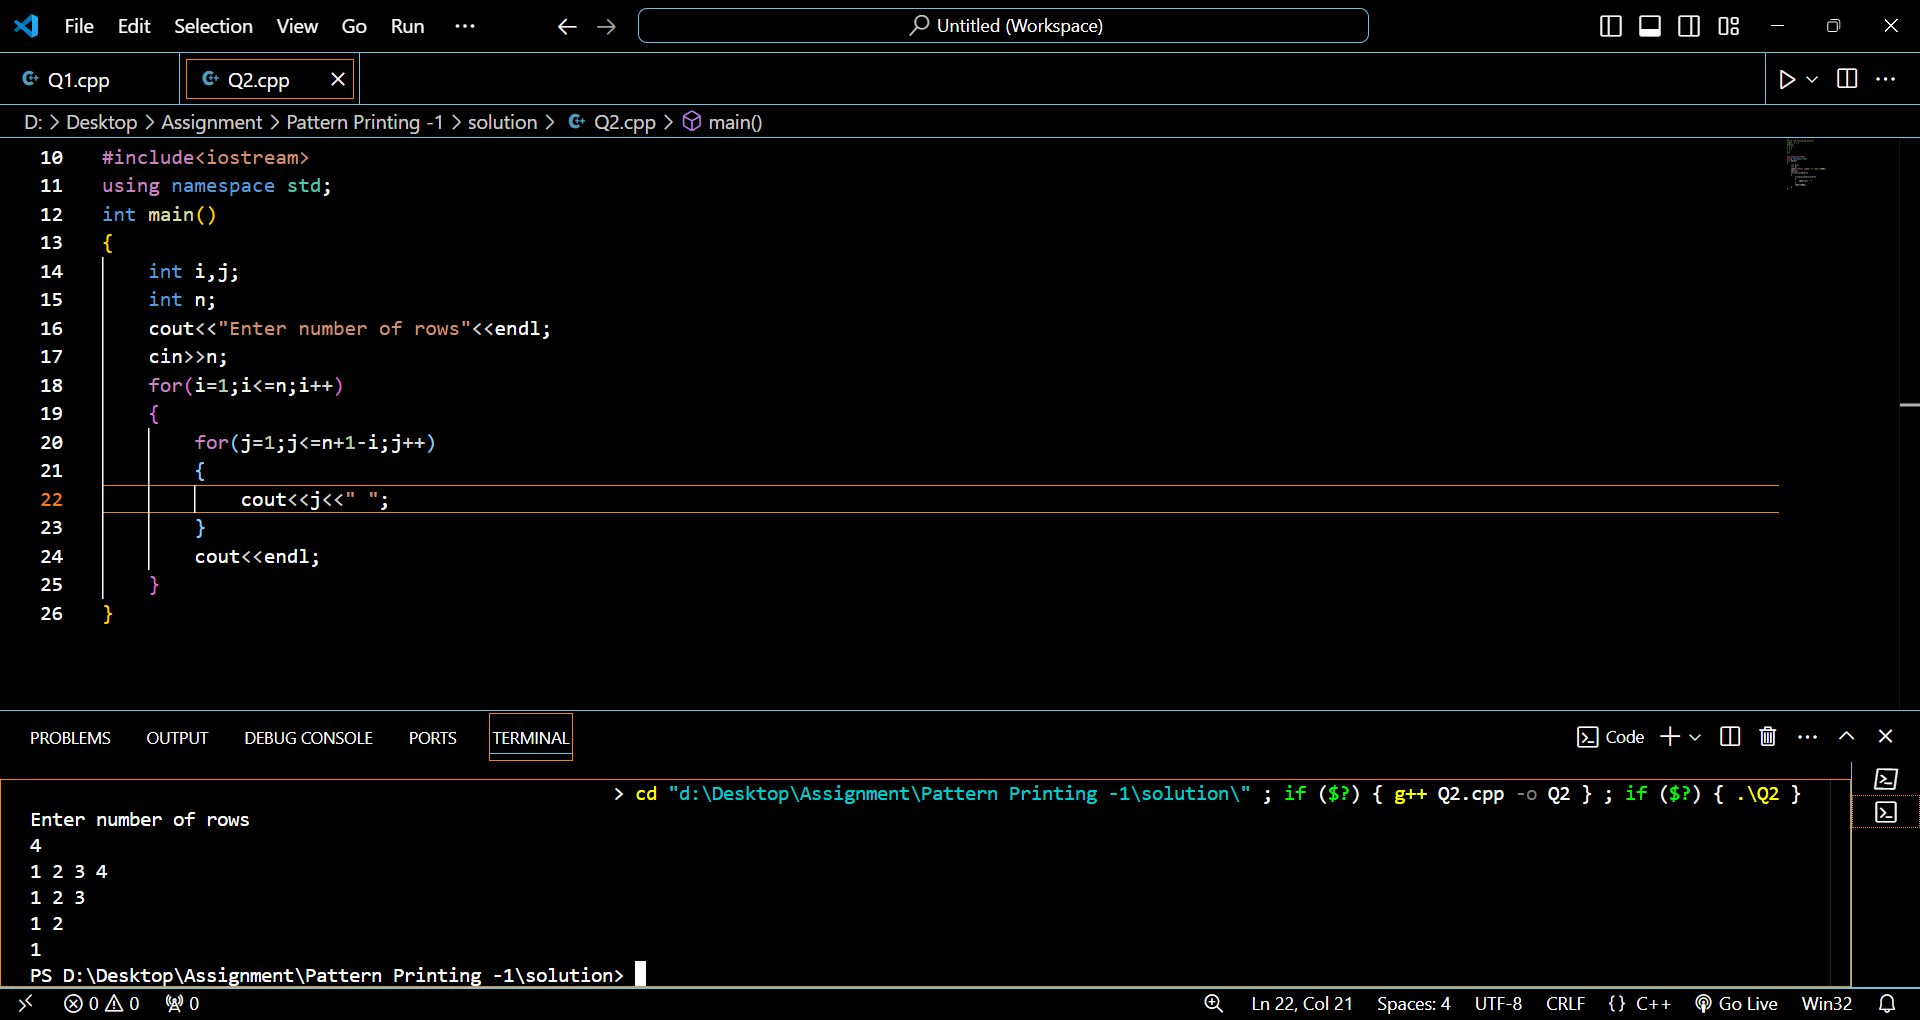 File Edit Selection View Go Run ··· Untitled (Workspace)
Q1.cpp Q2.cpp
D: > Desktop > Assignment > Pattern Printing -1 > solution > Q2.cpp > main()
10 #include<iostream>
11 using namespace std;
12 int main()
13 {
14 int i,j;
15 int n;
16 cout<<"Enter number of rows"<<endl;
17 cin>>n;
18 for(i=1;i<=n;i++)
19 {
20 for(j=1;j<=n+1-i;j++)
21 {
22 cout<<j<<" ";
23 }
24 cout<<endl;
25 }
26 }
PROBLEMS OUTPUT DEBUG CONSOLE PORTS TERMINAL Code
> cd "d:\Desktop\Assignment\Pattern Printing -1\solution\" ; if ($?) { g++ Q2.cpp -o Q2 } ; if ($?) { .\Q2 }
Enter number of rows
4
1 2 3 4
1 2 3
1 2
1
PS D:\Desktop\Assignment\Pattern Printing -1\solution>
0 0 0 Ln 22, Col 21 Spaces: 4 UTF-8 CRLF {} C++ Go Live Win32